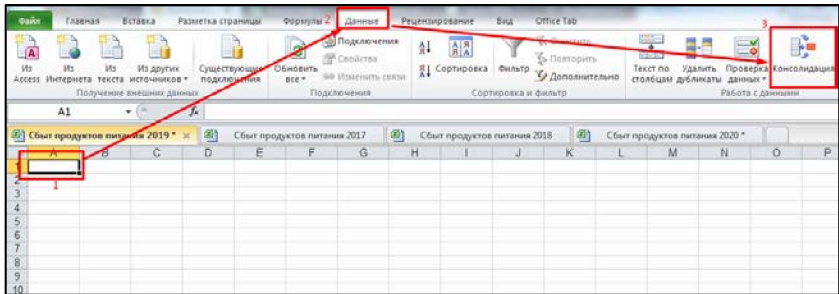 Файл Главная Вставка Разметка страницы Формулы 2 Данные Рецензирование Вид Office Tab
3
Из Access Из Интернета Из текста Из других источников Существующие подключения
Обновить все Подключения Свойства Изменить связи
Сортировка Фильтр Очистить Повторить Дополнительно
Текст по столбцам Удалить дубликаты Проверка данных Консолидация
Получение внешних данных Подключения Сортировка и фильтр Работа с данными
A1 fx
Сбыт продуктов питания 2019 * Сбыт продуктов питания 2017 Сбыт продуктов питания 2018 Сбыт продуктов питания 2020 *
A B C D E F G H I J K L M N O P
1
2
1
3
4
5
6
7
8
9
10